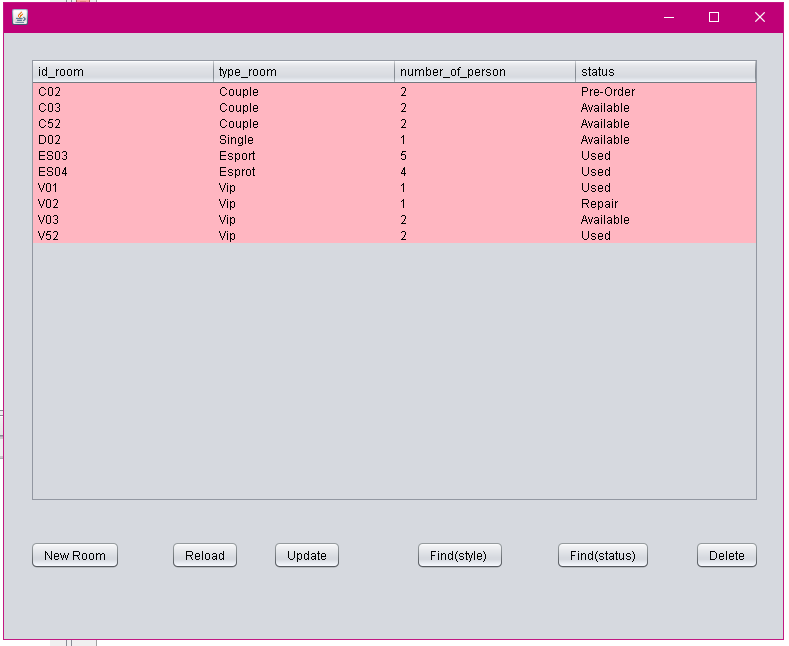 id_room type_room number_of_person status
C02 Couple 2 Pre-Order
C03 Couple 2 Available
C52 Couple 2 Available
D02 Single 1 Available
ES03 Esport 5 Used
ES04 Esprot 4 Used
V01 Vip 1 Used
V02 Vip 1 Repair
V03 Vip 2 Available
V52 Vip 2 Used
New Room Reload Update Find(style) Find(status) Delete